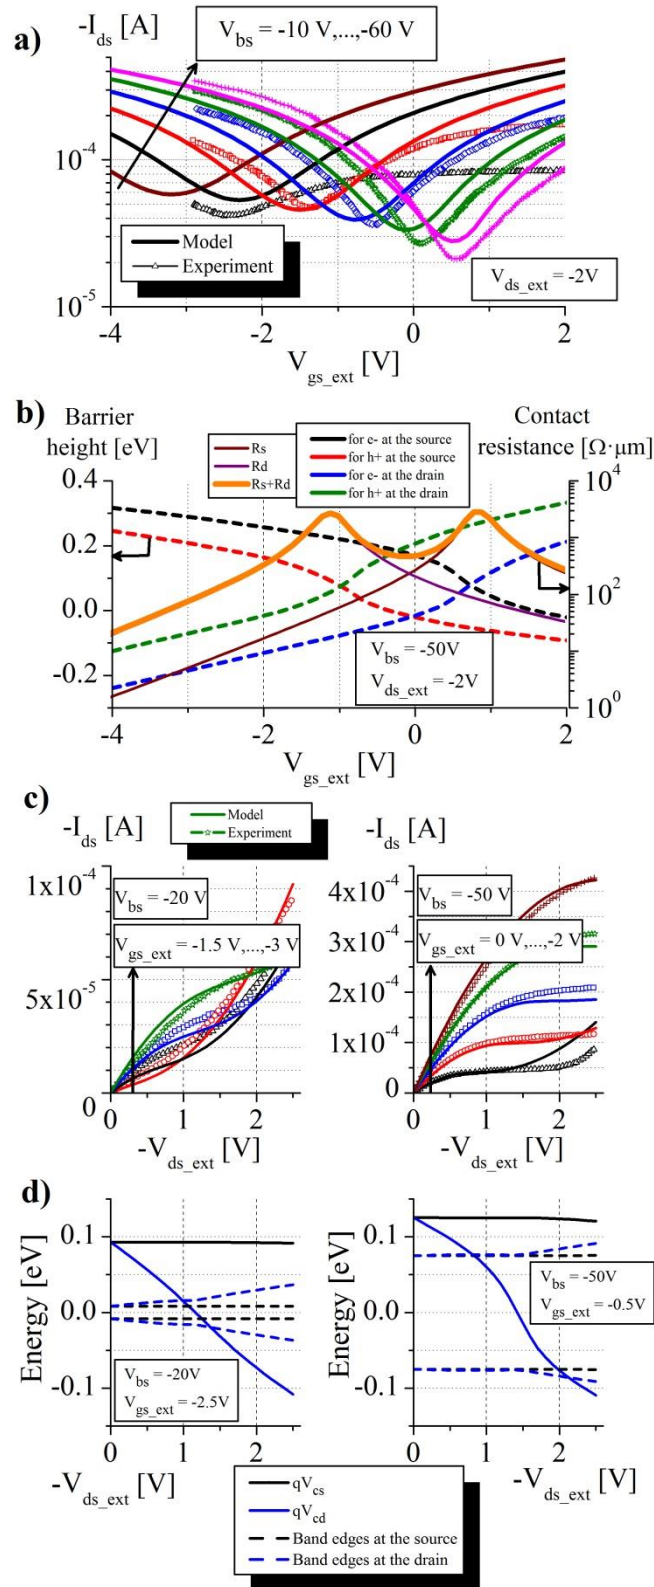 a)
-I_ds [A]
V_bs = -10 V,...,-60 V
10^-4
Model
Experiment
V_ds_ext = -2V
10^-5
-4 -2 0 2
V_gs_ext [V]
b)
Barrier height [eV]
Contact resistance [Ω·μm]
Rs
Rd
Rs+Rd
for e- at the source
for h+ at the source
for e- at the drain
for h+ at the drain
0.4
0.2
0.0
-0.2
10^4
10^2
10^0
V_bs = -50V
V_ds_ext = -2V
-4 -2 0 2
V_gs_ext [V]
c)
Model
Experiment
-I_ds [A]
1x10^-4
5x10^-5
0
V_bs = -20 V
V_gs_ext = -1.5 V,...,-3 V
0 1 2
-V_ds_ext [V]
-I_ds [A]
4x10^-4
3x10^-4
2x10^-4
1x10^-4
0
V_bs = -50 V
V_gs_ext = 0 V,...,-2 V
0 1 2
-V_ds_ext [V]
d)
Energy [eV]
0.1
0.0
-0.1
V_bs = -20V
V_gs_ext = -2.5V
0 1 2
-V_ds_ext [V]
Energy [eV]
0.1
0.0
-0.1
V_bs = -50V
V_gs_ext = -0.5V
0 1 2
-V_ds_ext [V]
qV_cs
qV_cd
Band edges at the source
Band edges at the drain